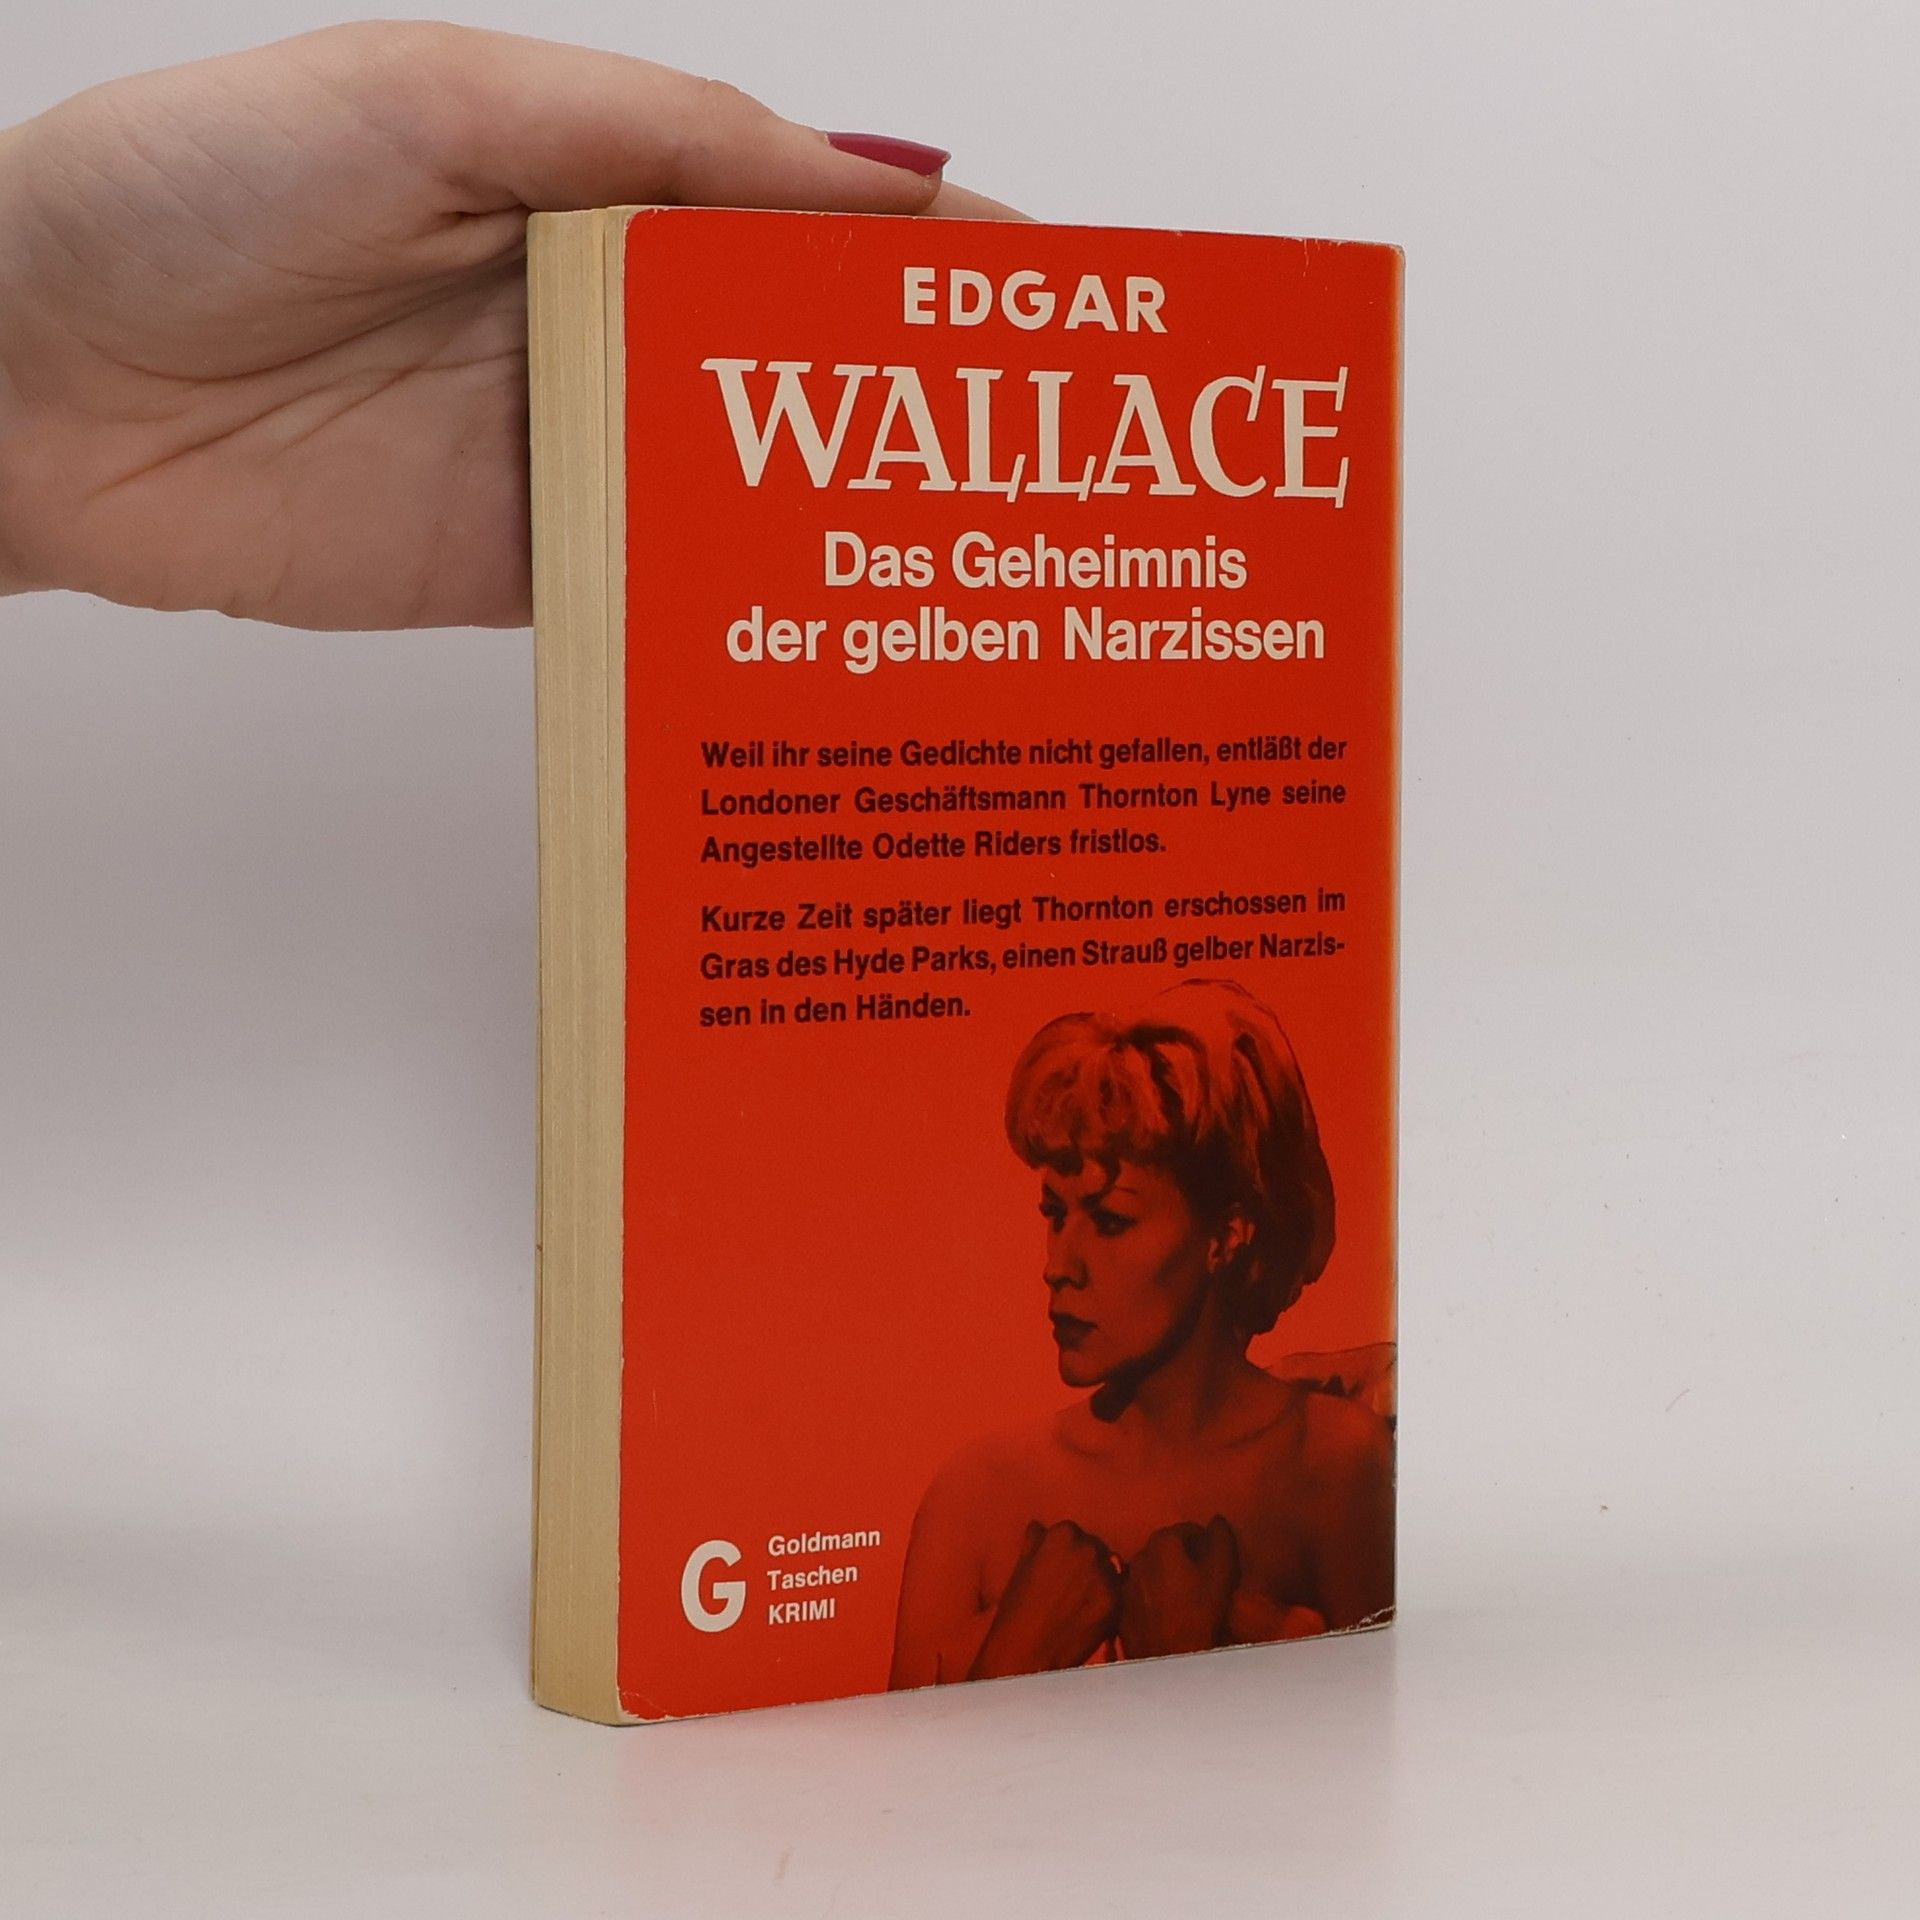 EDGAR
WALLACE
Das Geheimnis
der gelben Narzissen
Weil ihr seine Gedichte nicht gefallen, entläßt der
Londoner Geschäftsmann Thornton Lyne seine
Angestellte Odette Riders fristlos.
Kurze Zeit später liegt Thornton erschossen im
Gras des Hyde Parks, einen Strauß gelber Narzis-
sen in den Händen.
G
Goldmann
Taschen
KRIMI